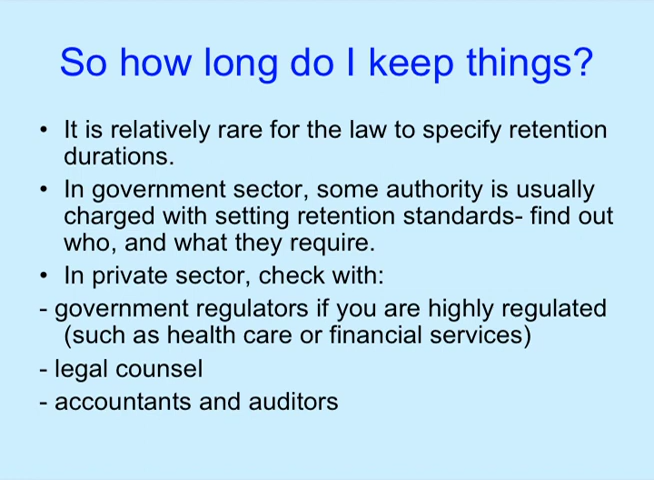 So how long do I keep things?
• It is relatively rare for the law to specify retention
durations.
• In government sector, some authority is usually
charged with setting retention standards- find out
who, and what they require.
• In private sector, check with:
- government regulators if you are highly regulated
(such as health care or financial services)
- legal counsel
- accountants and auditors